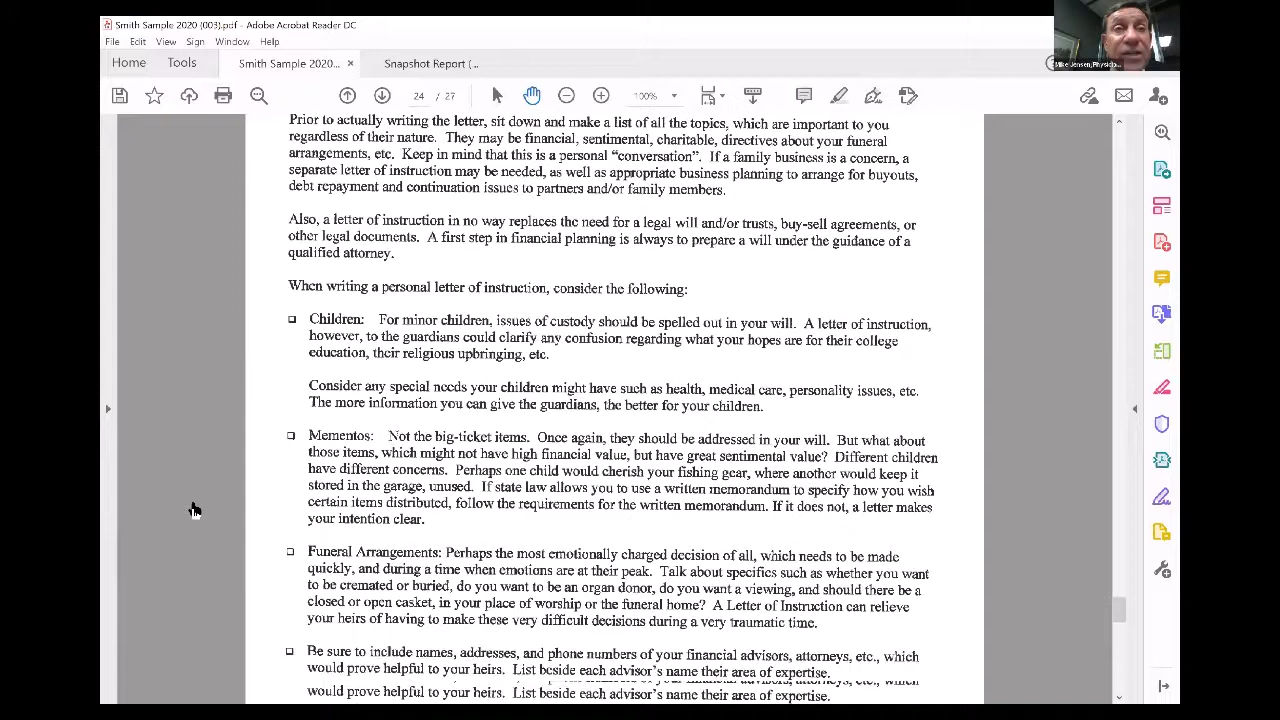 Smith Sample 2020 (003).pdf - Adobe Acrobat Reader DC
File Edit View Sign Window Help
Home Tools Smith Sample 2020... × Snapshot Report (...
24 / 27 100%
Mike Jensen,
Prior to actually writing the letter, sit down and make a list of all the topics, which are important to you
regardless of their nature. They may be financial, sentimental, charitable, directives about your funeral
arrangements, etc. Keep in mind that this is a personal “conversation”. If a family business is a concern, a
separate letter of instruction may be needed, as well as appropriate business planning to arrange for buyouts,
debt repayment and continuation issues to partners and/or family members.
Also, a letter of instruction in no way replaces the need for a legal will and/or trusts, buy-sell agreements, or
other legal documents. A first step in financial planning is always to prepare a will under the guidance of a
qualified attorney.
When writing a personal letter of instruction, consider the following:
Children: For minor children, issues of custody should be spelled out in your will. A letter of instruction,
however, to the guardians could clarify any confusion regarding what your hopes are for their college
education, their religious upbringing, etc.
Consider any special needs your children might have such as health, medical care, personality issues, etc.
The more information you can give the guardians, the better for your children.
Mementos: Not the big-ticket items. Once again, they should be addressed in your will. But what about
those items, which might not have high financial value, but have great sentimental value? Different children
have different concerns. Perhaps one child would cherish your fishing gear, where another would keep it
stored in the garage, unused. If state law allows you to use a written memorandum to specify how you wish
certain items distributed, follow the requirements for the written memorandum. If it does not, a letter makes
your intention clear.
Funeral Arrangements: Perhaps the most emotionally charged decision of all, which needs to be made
quickly, and during a time when emotions are at their peak. Talk about specifics such as whether you want
to be cremated or buried, do you want to be an organ donor, do you want a viewing, and should there be a
closed or open casket, in your place of worship or the funeral home? A Letter of Instruction can relieve
your heirs of having to make these very difficult decisions during a very traumatic time.
Be sure to include names, addresses, and phone numbers of your financial advisors, attorneys, etc., which
would prove helpful to your heirs. List beside each advisor’s name their area of expertise.
would prove helpful to your heirs. List beside each advisor’s name their area of expertise.